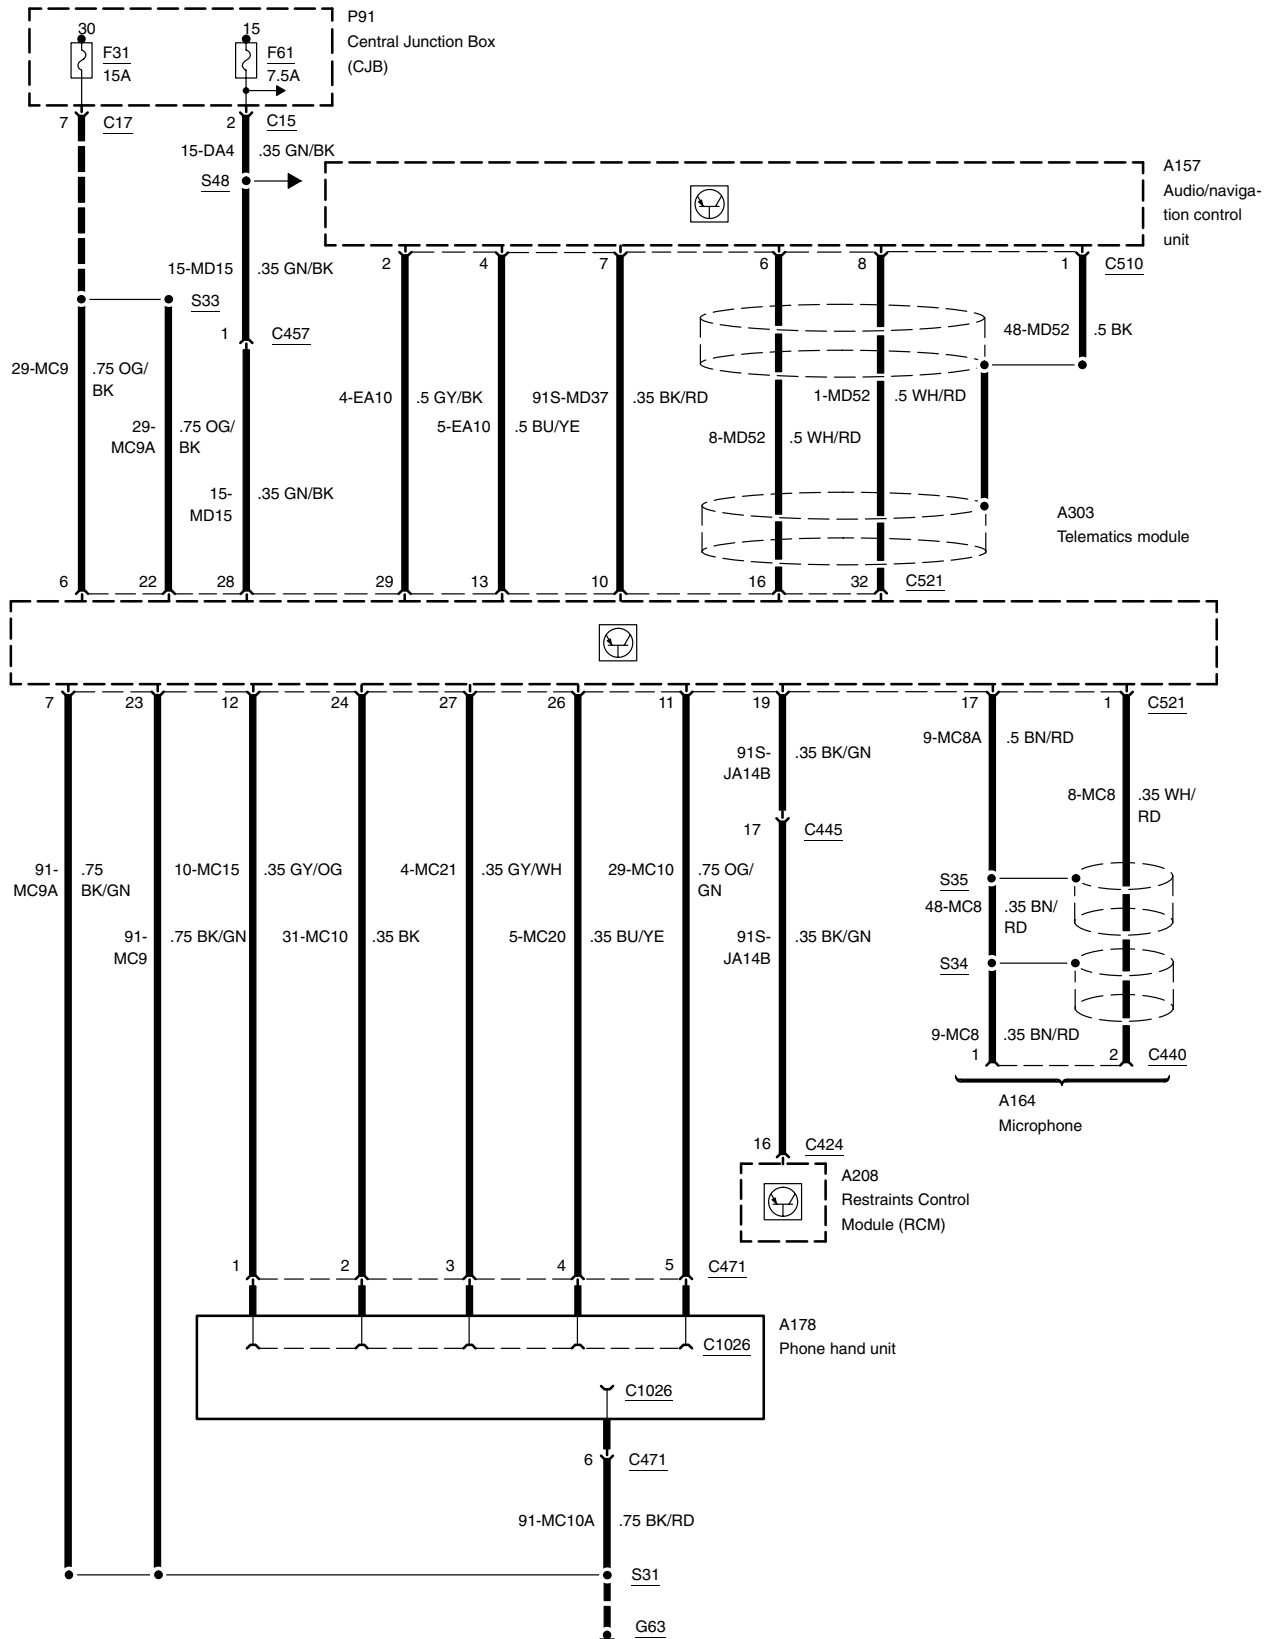 P91
Central Junction Box
(CJB)
30
15
F31
15A
F61
7.5A
7
C17
2
C15
15-DA4
.35 GN/BK
S48
A157
Audio/naviga-
tion control
unit
15-MD15
.35 GN/BK
2
4
7
6
8
1
C510
S33
1
C457
48-MD52
.5 BK
29-MC9
.75 OG/
BK
29-
MC9A
.75 OG/
BK
4-EA10
.5 GY/BK
5-EA10
.5 BU/YE
91S-MD37
.35 BK/RD
1-MD52
.5 WH/RD
8-MD52
.5 WH/RD
15-
MD15
.35 GN/BK
A303
Telematics module
6
22
28
29
13
10
16
32
C521
7
23
12
24
27
26
11
19
17
1
C521
9-MC8A
.5 BN/RD
91S-
JA14B
.35 BK/GN
8-MC8
.35 WH/
RD
17
C445
91-
MC9A
.75
BK/GN
10-MC15
.35 GY/OG
4-MC21
.35 GY/WH
29-MC10
.75 OG/
GN
S35
48-MC8
.35 BN/
RD
91-
MC9
.75 BK/GN
31-MC10
.35 BK
5-MC20
.35 BU/YE
91S-
JA14B
.35 BK/GN
S34
9-MC8
.35 BN/RD
1
2
C440
A164
Microphone
16
C424
A208
Restraints Control
Module (RCM)
1
2
3
4
5
C471
A178
Phone hand unit
C1026
C1026
6
C471
91-MC10A
.75 BK/RD
S31
G63